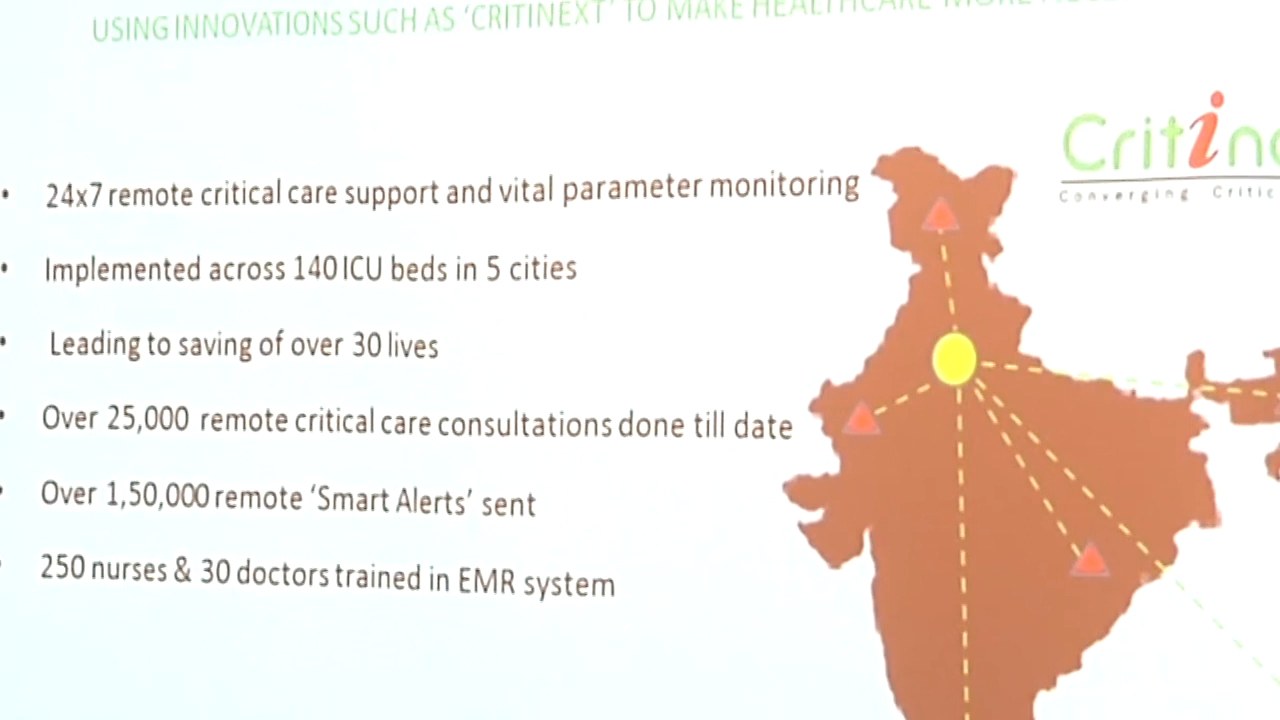 USING INNOVATIONS SUCH AS 'CRITINEXT' TO MAKE HEALTHCARE MORE
Critin
Converging Critic
• 24x7 remote critical care support and vital parameter monitoring
• Implemented across 140 ICU beds in 5 cities
• Leading to saving of over 30 lives
• Over 25,000 remote critical care consultations done till date
• Over 1,50,000 remote 'Smart Alerts' sent
• 250 nurses & 30 doctors trained in EMR system